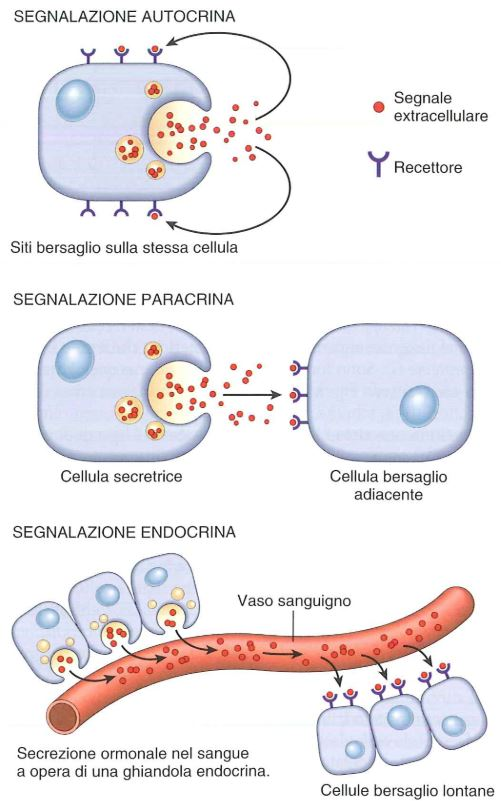 SEGNALAZIONE AUTOCRINA
Segnale
extracellulare
Recettore
Siti bersaglio sulla stessa cellula
SEGNALAZIONE PARACRINA
Cellula secretrice
Cellula bersaglio
adiacente
SEGNALAZIONE ENDOCRINA
Vaso sanguigno
Secrezione ormonale nel sangue
a opera di una ghiandola endocrina.
Cellule bersaglio lontane